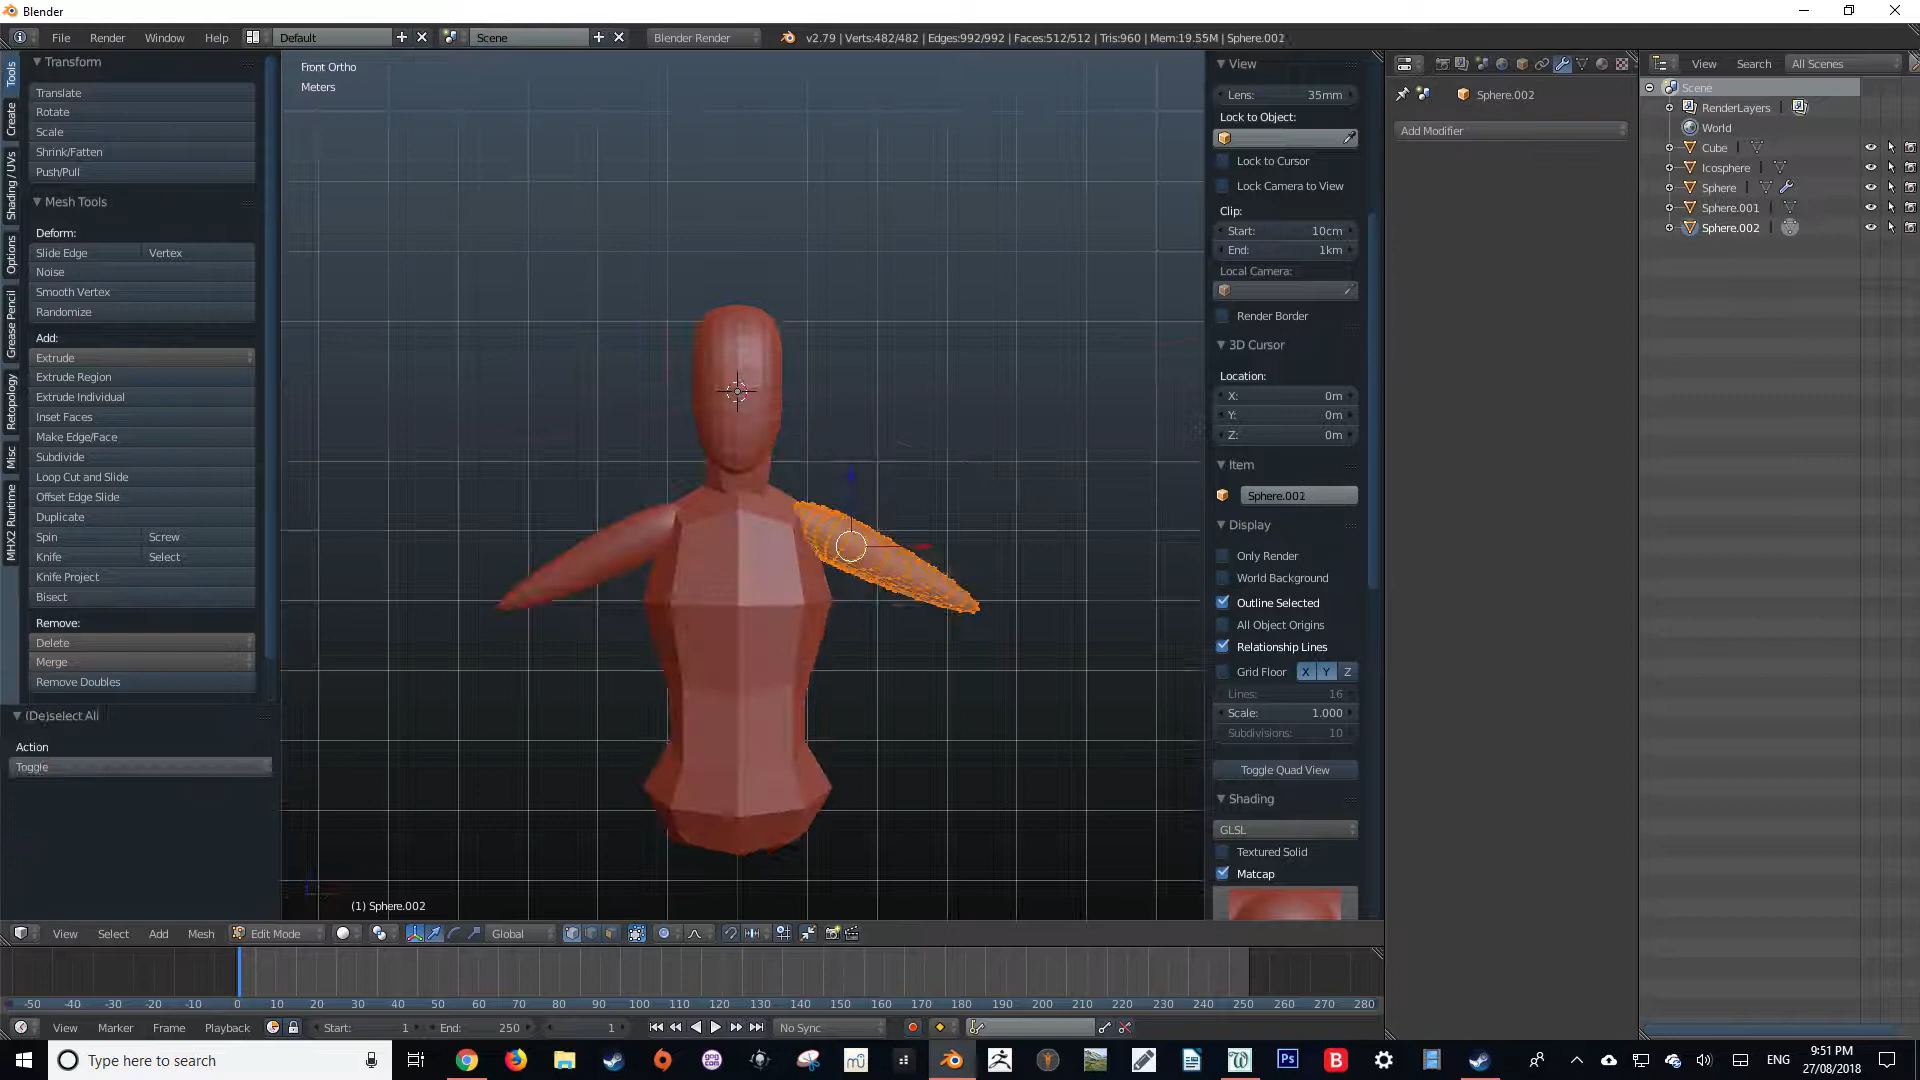 Blender
File Render Window Help Default Scene Blender Render v2.79 | Verts:482/482 | Edges:992/992 | Faces:512/512 | Tris:960 | Mem:19.55M | Sphere.002
Tools
Create
Shading / UVs
Options
Grease Pencil
Retopology
Misc
MHX2 Runtime
Transform
Translate
Rotate
Scale
Shrink/Fatten
Push/Pull
Mesh Tools
Deform:
Slide Edge Vertex
Noise
Smooth Vertex
Randomize
Add:
Extrude
Extrude Region
Extrude Individual
Inset Faces
Make Edge/Face
Subdivide
Loop Cut and Slide
Offset Edge Slide
Duplicate
Spin Screw
Knife Select
Knife Project
Bisect
Remove:
Delete
Merge
Remove Doubles
(De)select All
Action
Toggle
Front Ortho
Meters
(1) Sphere.002
View
Lens: 35mm
Lock to Object:
Lock to Cursor
Lock Camera to View
Clip:
Start: 10cm
End: 1km
Local Camera:
Render Border
3D Cursor
Location:
X: 0m
Y: 0m
Z: 0m
Item
Sphere.002
Display
Only Render
World Background
Outline Selected
All Object Origins
Relationship Lines
Grid Floor X Y Z
Lines: 16
Scale: 1.000
Subdivisions: 10
Toggle Quad View
Shading
GLSL
Textured Solid
Matcap
Sphere.002
Add Modifier
View Search All Scenes
Scene
RenderLayers
World
Cube
Icosphere
Sphere
Sphere.001
Sphere.002
View Select Add Mesh Edit Mode Global
-50 -40 -30 -20 -10 0 10 20 30 40 50 60 70 80 90 100 110 120 130 140 150 160 170 180 190 200 210 220 230 240 250 260 270 280
View Marker Frame Playback Start: 1 End: 250 1 No Sync
Type here to search
ENG
9:51 PM
27/08/2018